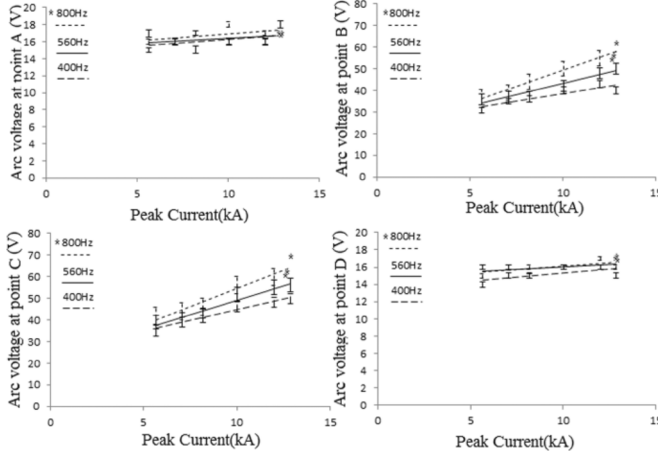 Arc voltage at point A (V)
20
18
16
14
12
10
8
6
4
2
0
* 800Hz
560Hz
400Hz
0
5
10
15
Peak Current(kA)
Arc voltage at point B (V)
80
70
60
50
40
30
20
10
0
* 800Hz
560Hz
400Hz
0
5
10
15
Peak Current(kA)
Arc voltage at point C (V)
80
70
60
50
40
30
20
10
0
* 800Hz
560Hz
400Hz
0
5
10
15
Peak Current(kA)
Arc voltage at point D (V)
20
18
16
14
12
10
8
6
4
2
0
* 800Hz
560Hz
400Hz
0
5
10
15
Peak Current(kA)